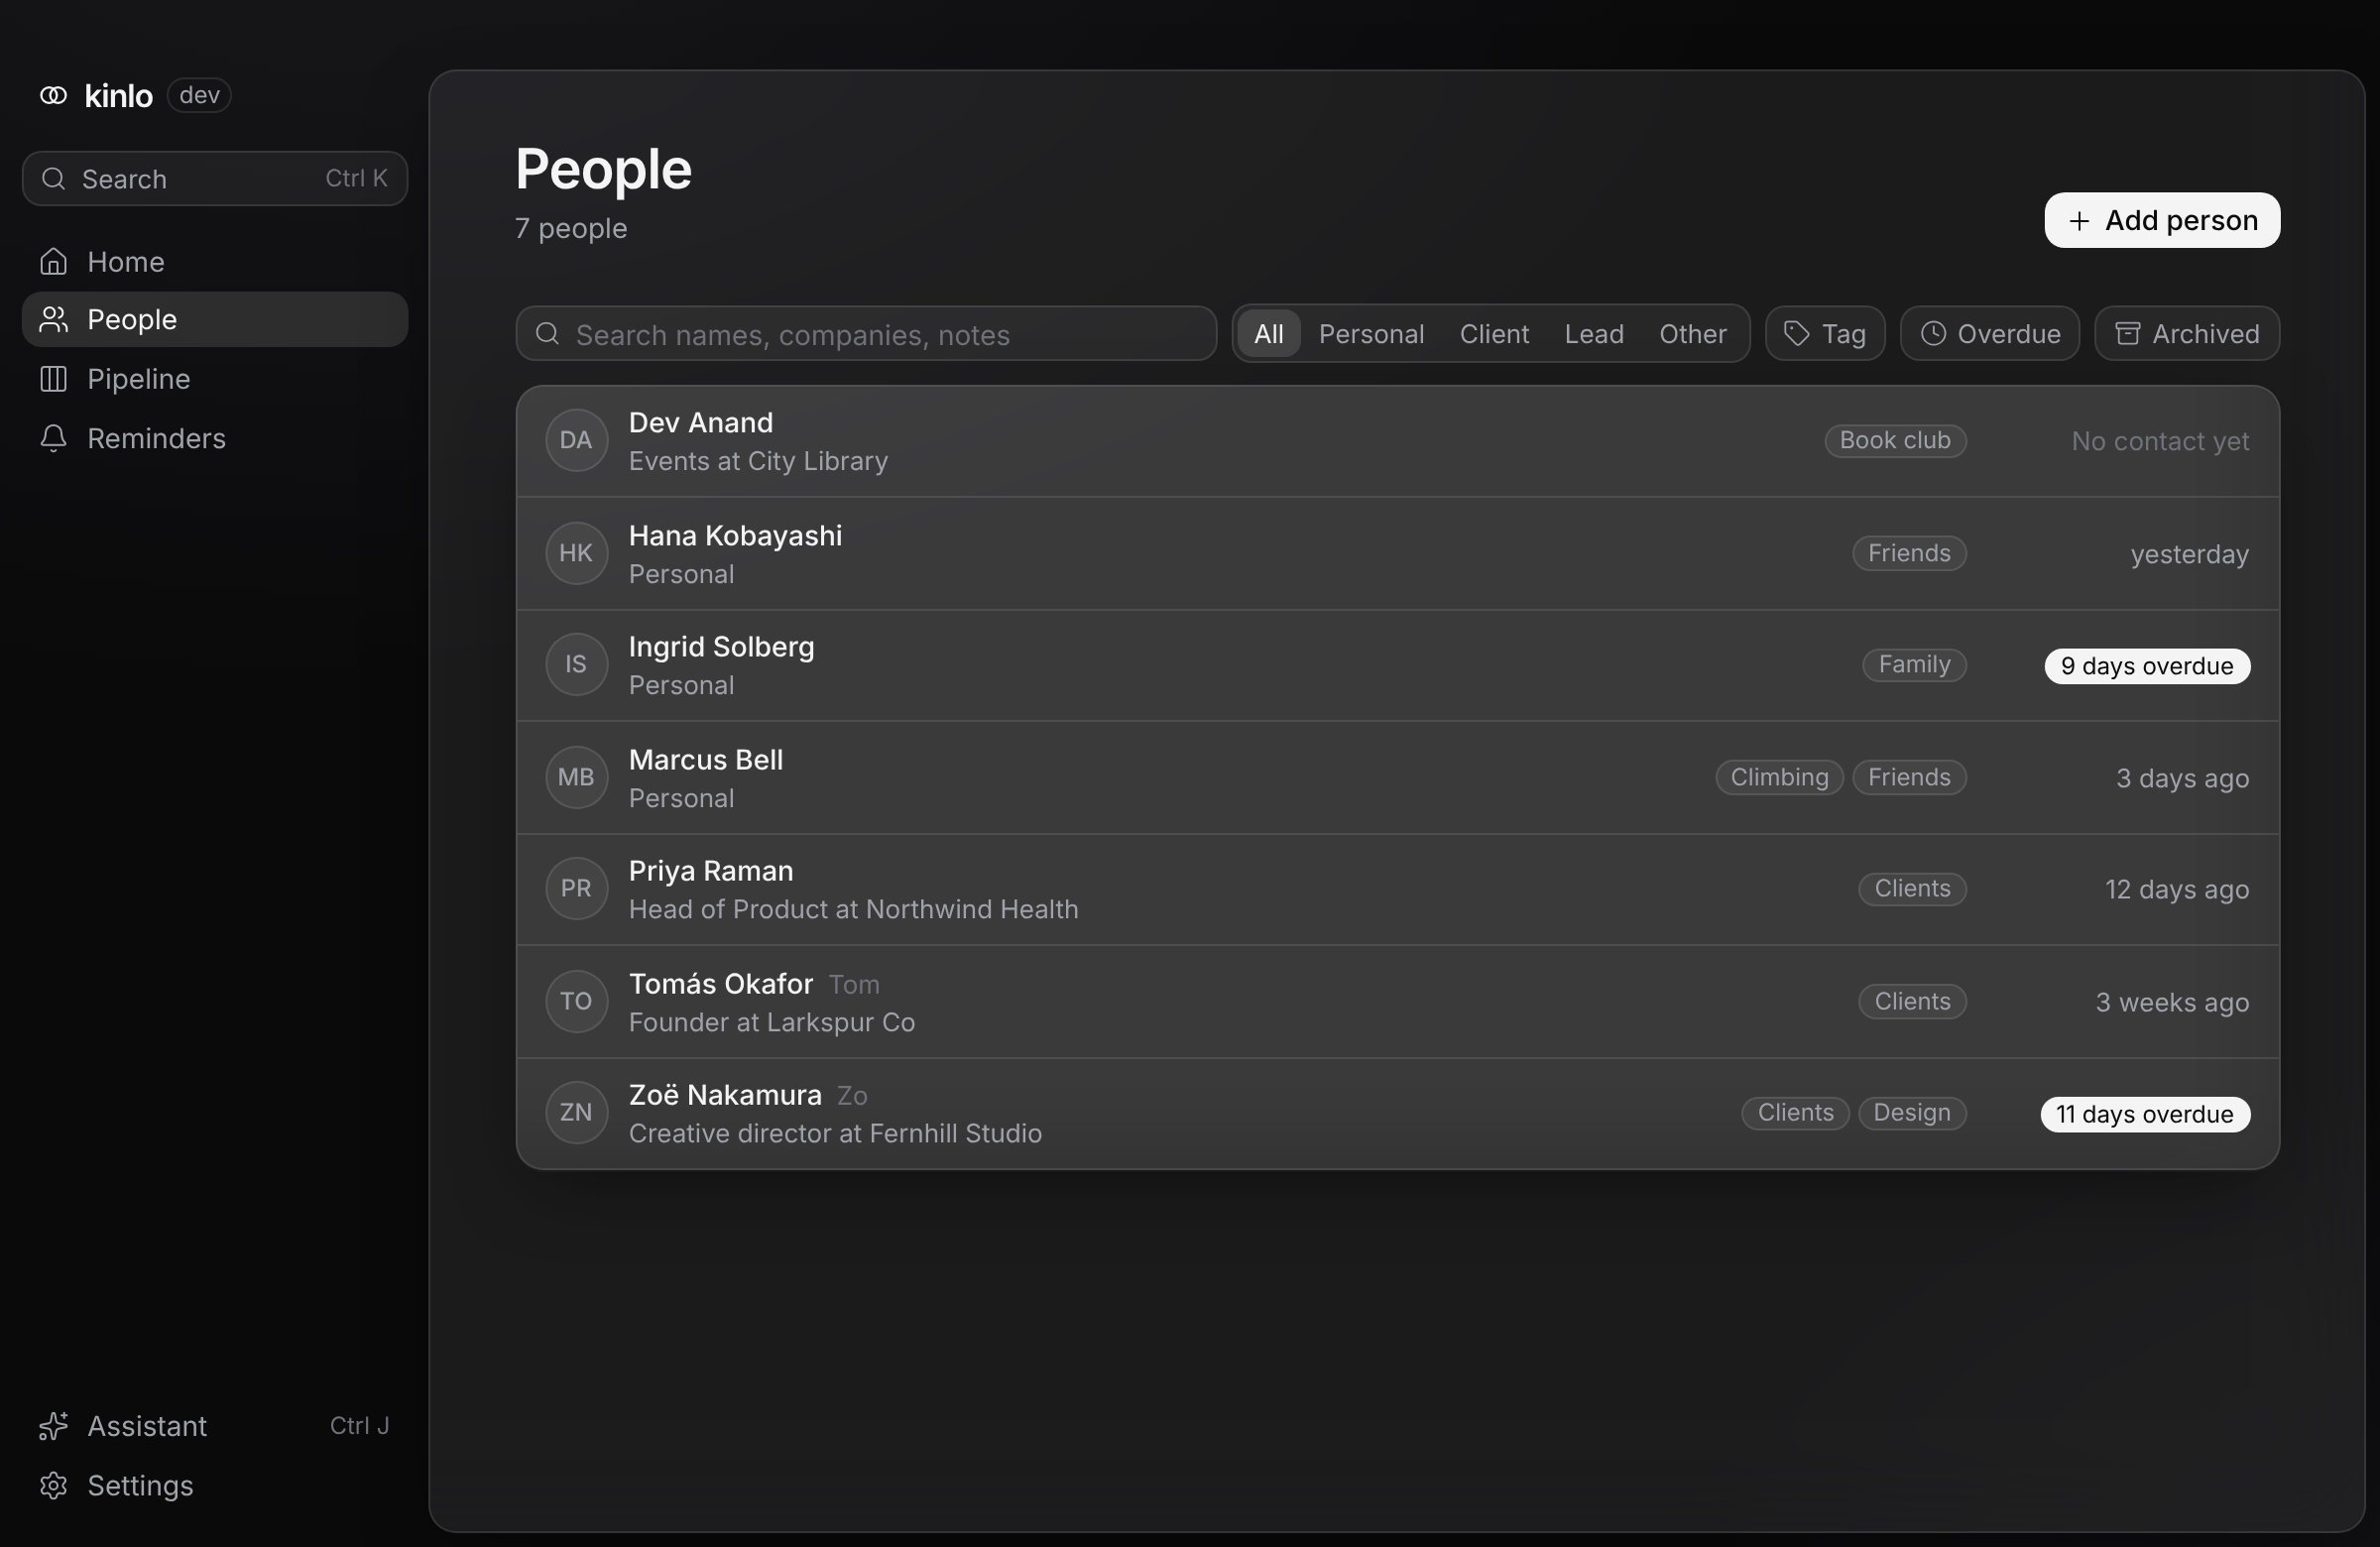 kinlo dev
Search Ctrl K
Home
People
Pipeline
Reminders
Assistant Ctrl J
Settings
People
7 people
Add person
Search names, companies, notes
All Personal Client Lead Other
Tag
Overdue
Archived
DA
Dev Anand
Events at City Library
Book club
No contact yet
HK
Hana Kobayashi
Personal
Friends
yesterday
IS
Ingrid Solberg
Personal
Family
9 days overdue
MB
Marcus Bell
Personal
Climbing Friends
3 days ago
PR
Priya Raman
Head of Product at Northwind Health
Clients
12 days ago
TO
Tomás Okafor Tom
Founder at Larkspur Co
Clients
3 weeks ago
ZN
Zoë Nakamura Zo
Creative director at Fernhill Studio
Clients Design
11 days overdue